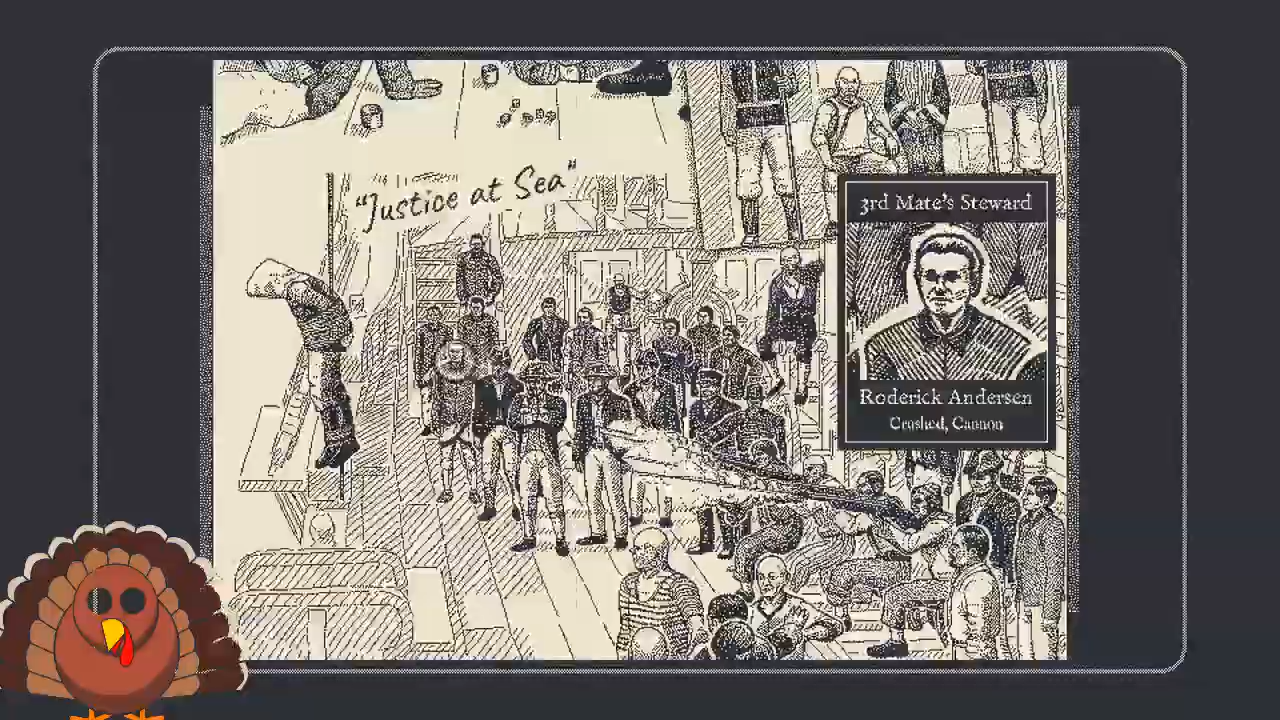 "Justice at Sea"
3rd Mate's Steward
Roderick Andersen
Crushed, Cannon